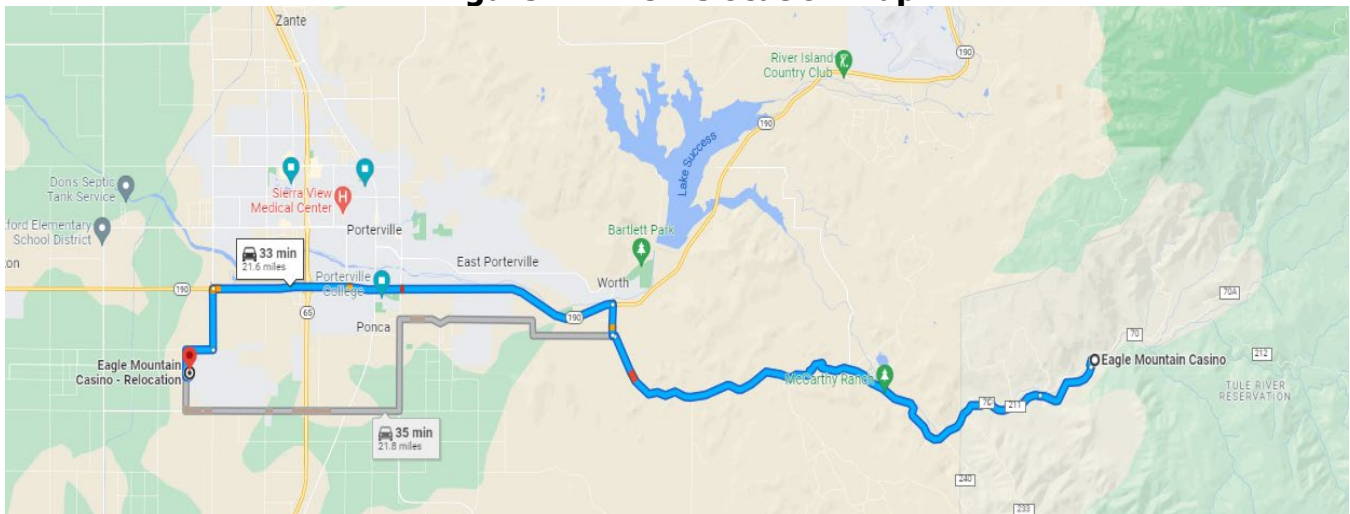 Zante
190
River Island
Country Club
190
Lake Success
Dons Septic
Tank Service
Sierra View
Medical Center
H
ford Elementary
School District
Porterville
Bartlett Park
33 min
21.6 miles
East Porterville
Porterville
College
Worth
190
65
190
Ponca
70A
70
Eagle Mountain
Casino - Relocation
McCarthy Ranch
Eagle Mountain Casino
212
TULE RIVER
RESERVATION
211
35 min
21.8 miles
240
233